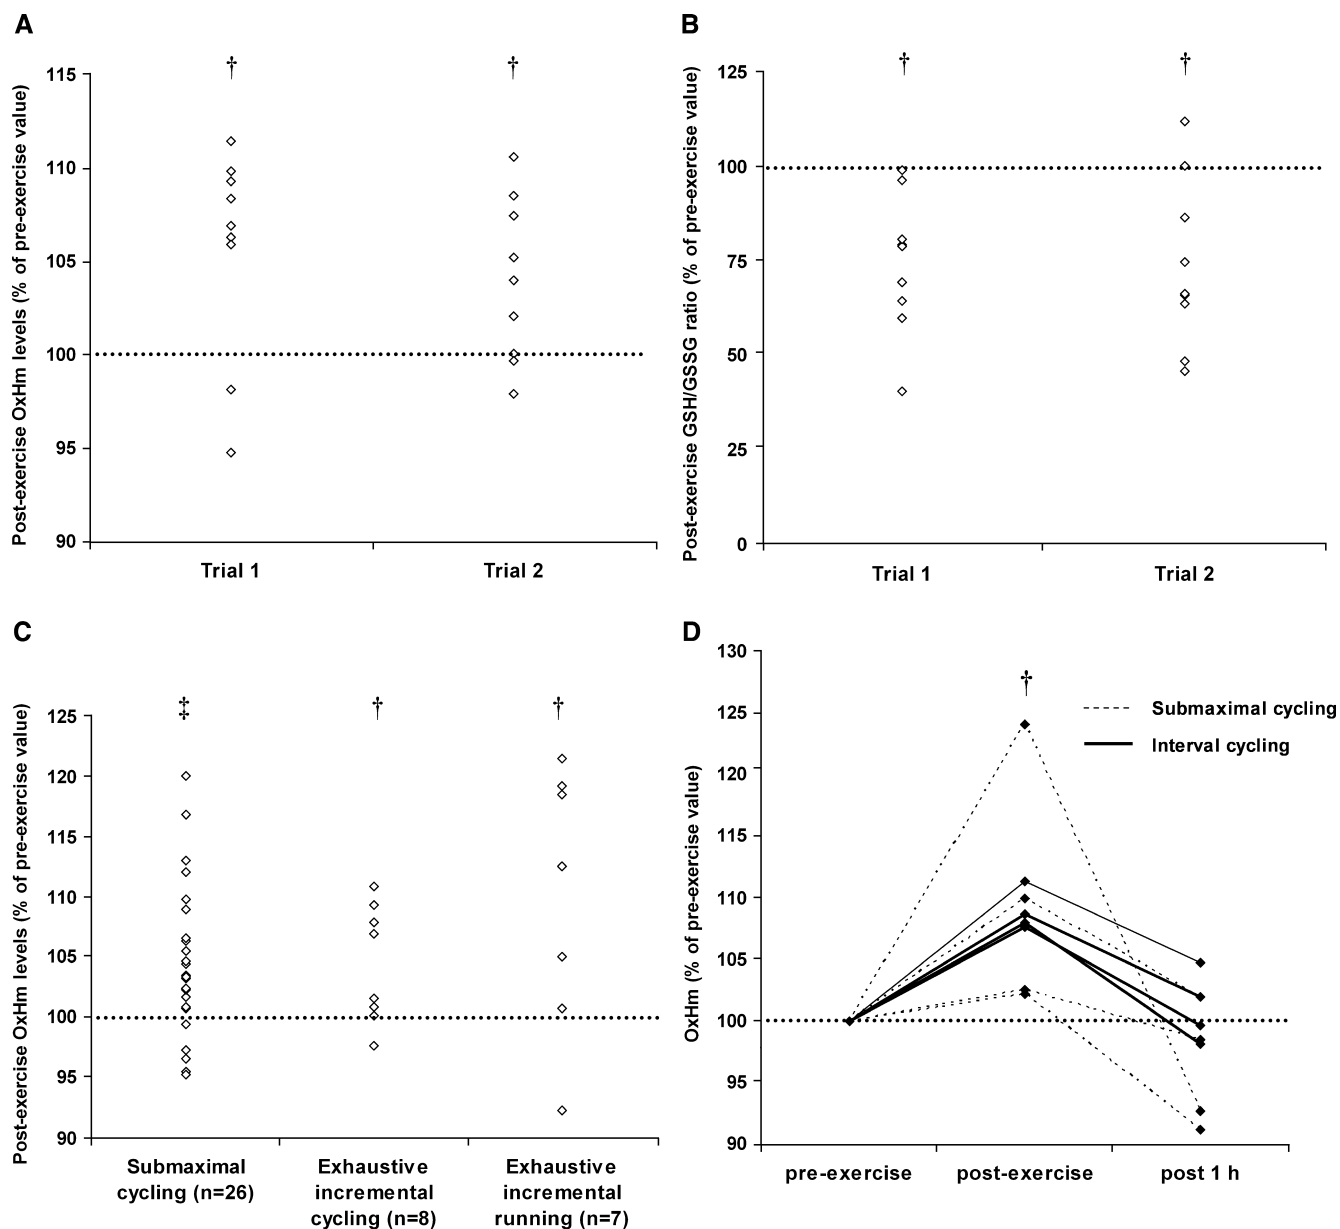 A
Post-exercise OxHm levels (% of pre-exercise value)
115
110
105
100
95
90
†
†
Trial 1
Trial 2
B
Post-exercise GSH/GSSG ratio (% of pre-exercise value)
125
100
75
50
25
0
†
†
Trial 1
Trial 2
C
Post-exercise OxHm levels (% of pre-exercise value)
125
120
115
110
105
100
95
90
‡
†
†
Submaximal
cycling (n=26)
Exhaustive
incremental
cycling (n=8)
Exhaustive
incremental
running (n=7)
D
OxHm (% of pre-exercise value)
130
125
120
115
110
105
100
95
90
†
Submaximal cycling
Interval cycling
pre-exercise
post-exercise
post 1 h